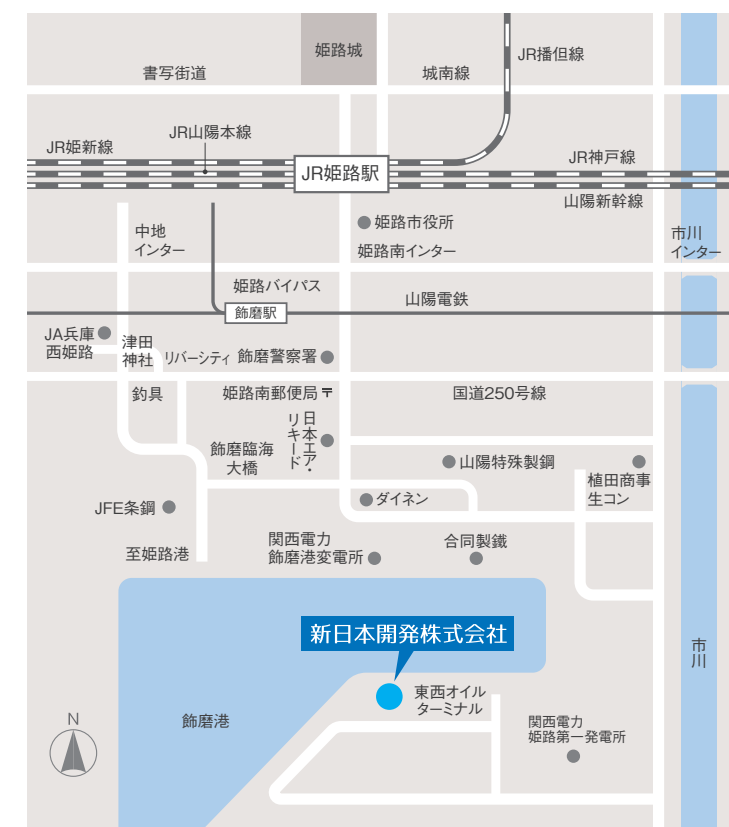 姫路城
書写街道
城南線
JR播但線
JR姫新線
JR山陽本線
JR姫路駅
JR神戸線
山陽新幹線
中地
インター
姫路市役所
姫路南インター
市川
インター
姫路バイパス
飾磨駅
山陽電鉄
JA兵庫
西姫路
津田
神社
リバーシティ
飾磨警察署
釣具
姫路南郵便局〒
国道250号線
日本エア・
リキード
飾磨臨海
大橋
山陽特殊製鋼
植田商事
生コン
ダイネン
JFE条鋼
至姫路港
関西電力
飾磨港変電所
合同製鐵
新日本開発株式会社
市川
東西オイル
ターミナル
飾磨港
関西電力
姫路第一発電所
N